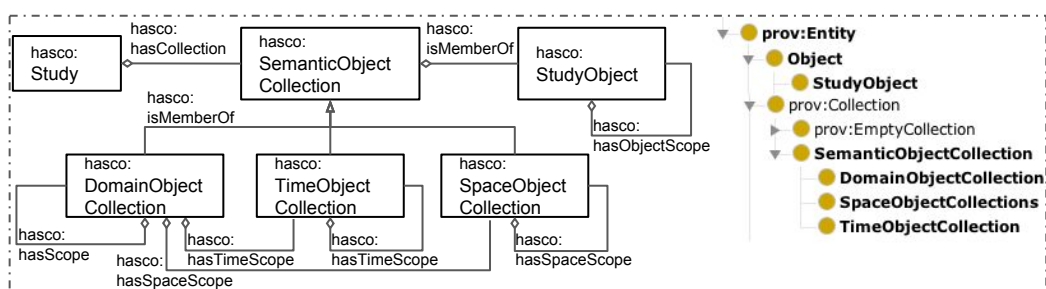 hasco:
Study
hasco:
hasCollection
hasco:
SemanticObject
Collection
hasco:
isMemberOf
hasco:
StudyObject
hasco:
hasObjectScope
hasco:
isMemberOf
hasco:
DomainObject
Collection
hasco:
TimeObject
Collection
hasco:
SpaceObject
Collection
hasco:
hasScope
hasco:
hasSpaceScope
hasco:
hasTimeScope
hasco:
hasTimeScope
hasco:
hasSpaceScope
prov:Entity
Object
StudyObject
prov:Collection
prov:EmptyCollection
SemanticObjectCollection
DomainObjectCollection
SpaceObjectCollections
TimeObjectCollection